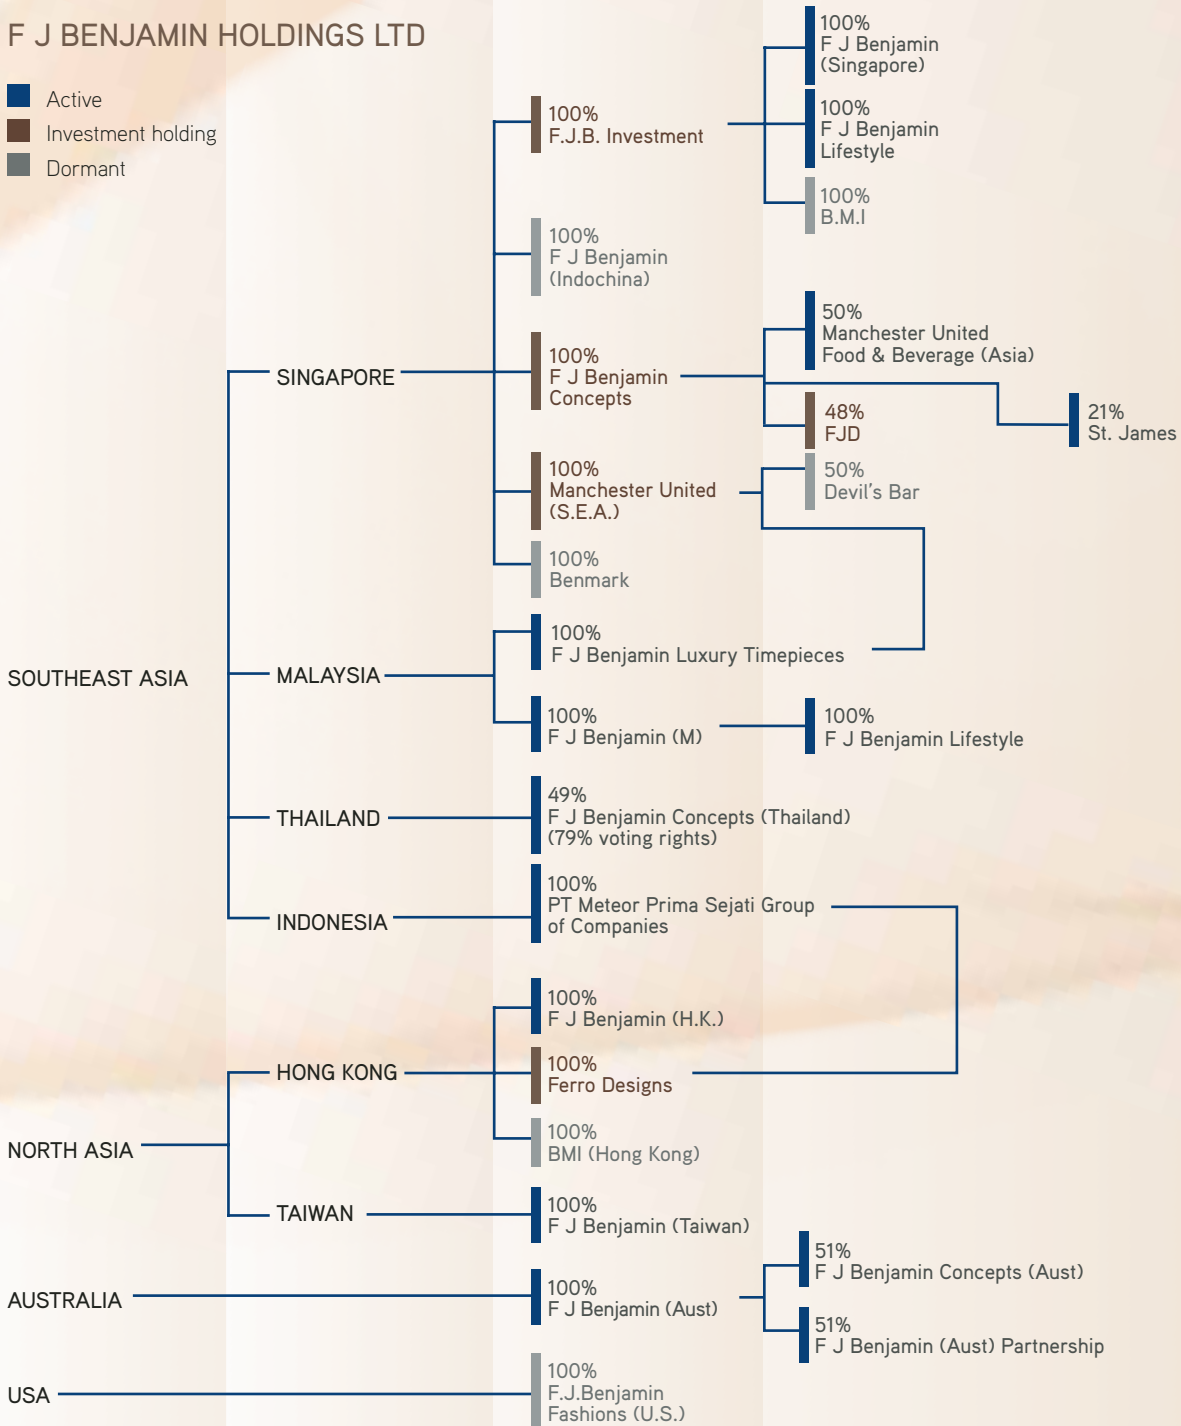 F J BENJAMIN HOLDINGS LTD
Active
Investment holding
Dormant
SOUTHEAST ASIA
SINGAPORE
100%
F.J.B. Investment
100%
F J Benjamin
(Singapore)
100%
F J Benjamin
Lifestyle
100%
B.M.I
100%
F J Benjamin
(Indochina)
100%
F J Benjamin
Concepts
50%
Manchester United
Food & Beverage (Asia)
48%
FJD
21%
St. James
100%
Manchester United
(S.E.A.)
50%
Devil's Bar
100%
Benmark
MALAYSIA
100%
F J Benjamin Luxury Timepieces
100%
F J Benjamin (M)
100%
F J Benjamin Lifestyle
THAILAND
49%
F J Benjamin Concepts (Thailand)
(79% voting rights)
INDONESIA
100%
PT Meteor Prima Sejati Group
of Companies
NORTH ASIA
HONG KONG
100%
F J Benjamin (H.K.)
100%
Ferro Designs
100%
BMI (Hong Kong)
TAIWAN
100%
F J Benjamin (Taiwan)
AUSTRALIA
100%
F J Benjamin (Aust)
51%
F J Benjamin Concepts (Aust)
51%
F J Benjamin (Aust) Partnership
USA
100%
F.J.Benjamin
Fashions (U.S.)